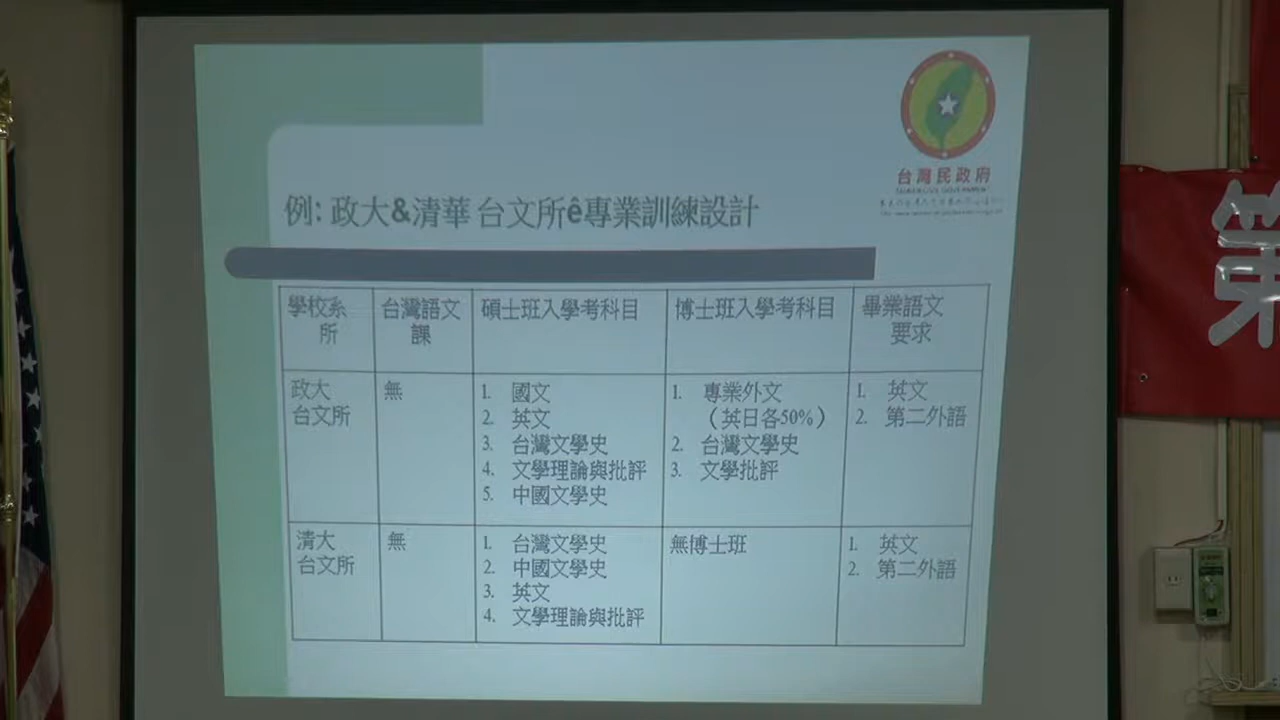 台灣民政府
TAIWAN CIVIL GOVERNMENT
例: 政大&清華 台文所ê專業訓練設計
學校系所
台灣語文課
碩士班入學考科目
博士班入學考科目
畢業語文要求
政大
台文所
無
1. 國文
2. 英文
3. 台灣文學史
4. 文學理論與批評
5. 中國文學史
1. 專業外文
（英日各50%）
2. 台灣文學史
3. 文學批評
1. 英文
2. 第二外語
清大
台文所
無
1. 台灣文學史
2. 中國文學史
3. 英文
4. 文學理論與批評
無博士班
1. 英文
2. 第二外語
第